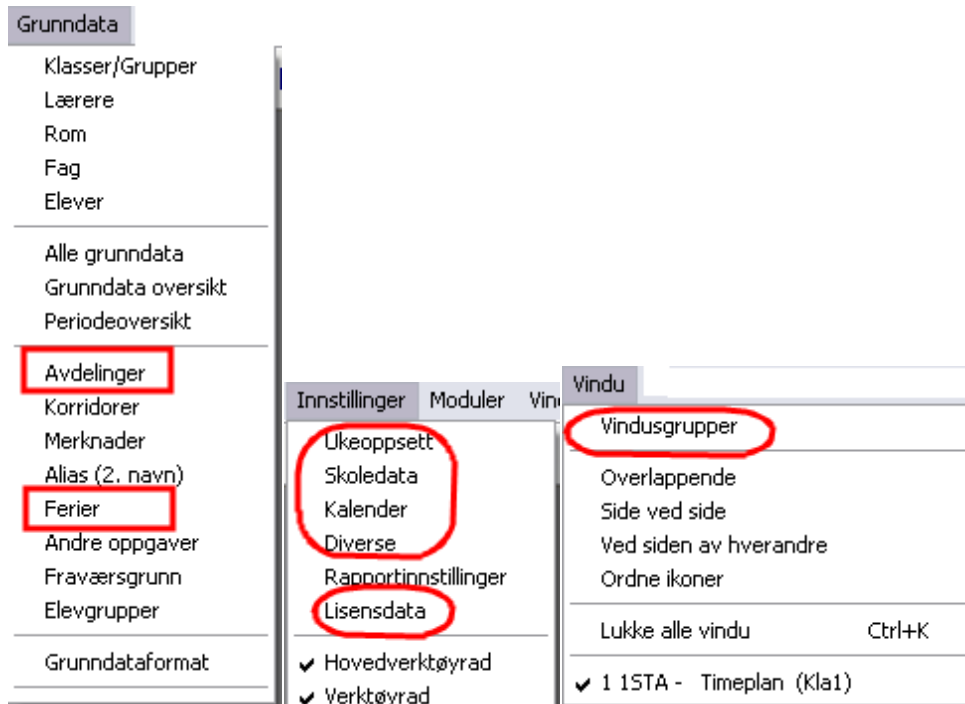 Grunndata
Klasser/Grupper
Lærere
Rom
Fag
Elever
Alle grunndata
Grunndata oversikt
Periodeoversikt
Avdelinger
Korridorer
Merknader
Alias (2. navn)
Ferier
Andre oppgaver
Fraværsgrunn
Elevgrupper
Grunndataformat
Innstillinger Moduler Vin
Ukeoppsett
Skoledata
Kalender
Diverse
Rapportinnstillinger
Lisensdata
Hovedverktøyrad
Verktøyrad
Vindu
Vindusgrupper
Overlappende
Side ved side
Ved siden av hverandre
Ordne ikoner
Lukke alle vindu Ctrl+K
1 1STA - Timeplan (Kla1)